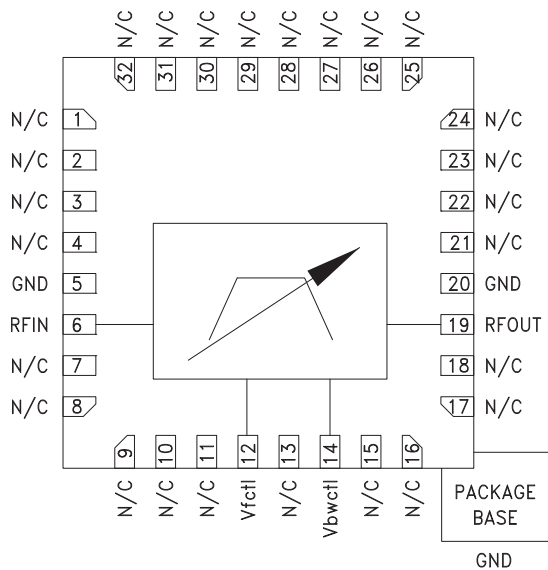 N/C N/C N/C N/C N/C N/C N/C N/C
32 31 30 29 28 27 26 25
N/C 1
N/C 2
N/C 3
N/C 4
GND 5
RFIN 6
N/C 7
N/C 8
24 N/C
23 N/C
22 N/C
21 N/C
20 GND
19 RFOUT
18 N/C
17 N/C
9 10 11 12 13 14 15 16
N/C N/C N/C Vfctl N/C Vbwctl N/C N/C
PACKAGE
BASE
GND